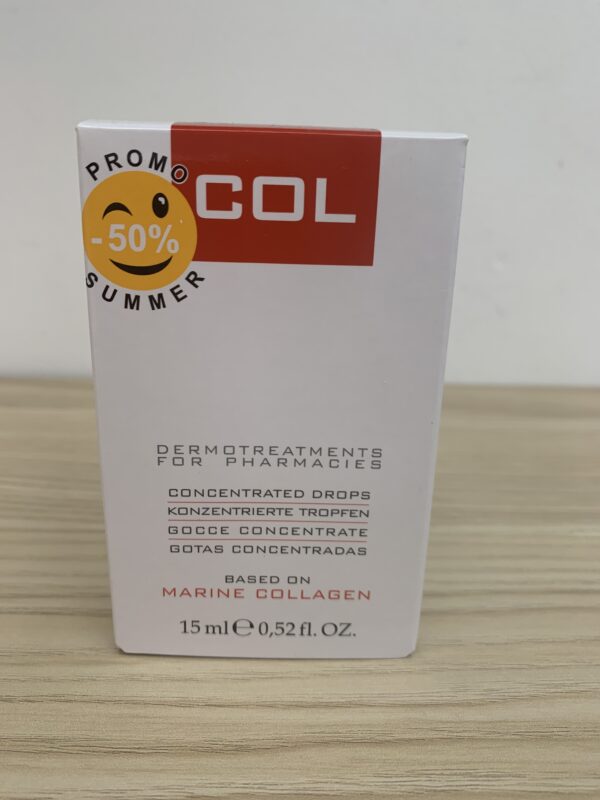 PROMO
-50%
SUMMER
COL
DERMOTREATMENTS
FOR PHARMACIES
CONCENTRATED DROPS
KONZENTRIERTE TROPFEN
GOCCE CONCENTRATE
GOTAS CONCENTRADAS
BASED ON
MARINE COLLAGEN
15 ml ℮ 0,52 fl. OZ.